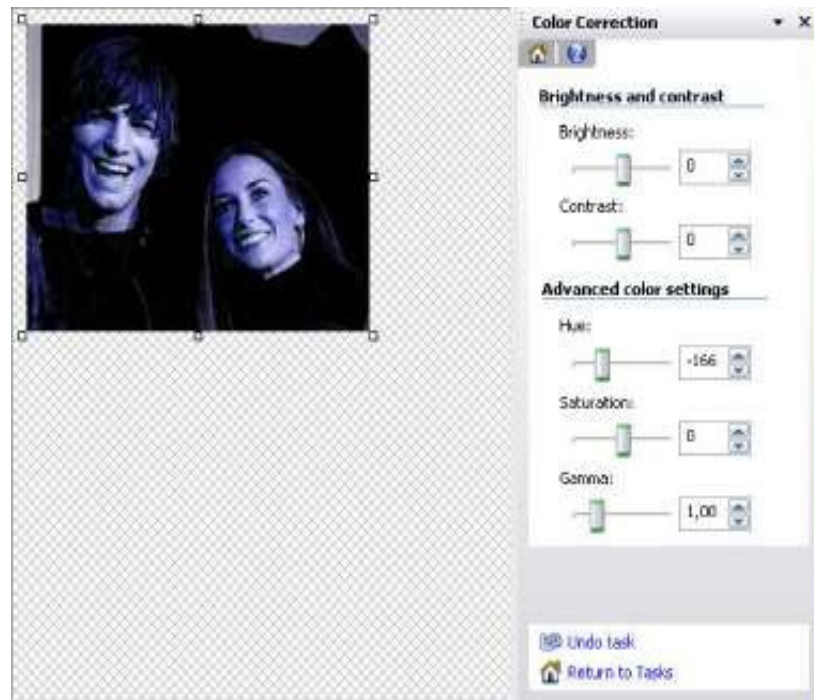 Color Correction
Brightness and contrast
Brightness:
0
Contrast:
0
Advanced color settings
Hue:
-166
Saturation:
0
Gamma:
1,00
Undo task
Return to Tasks